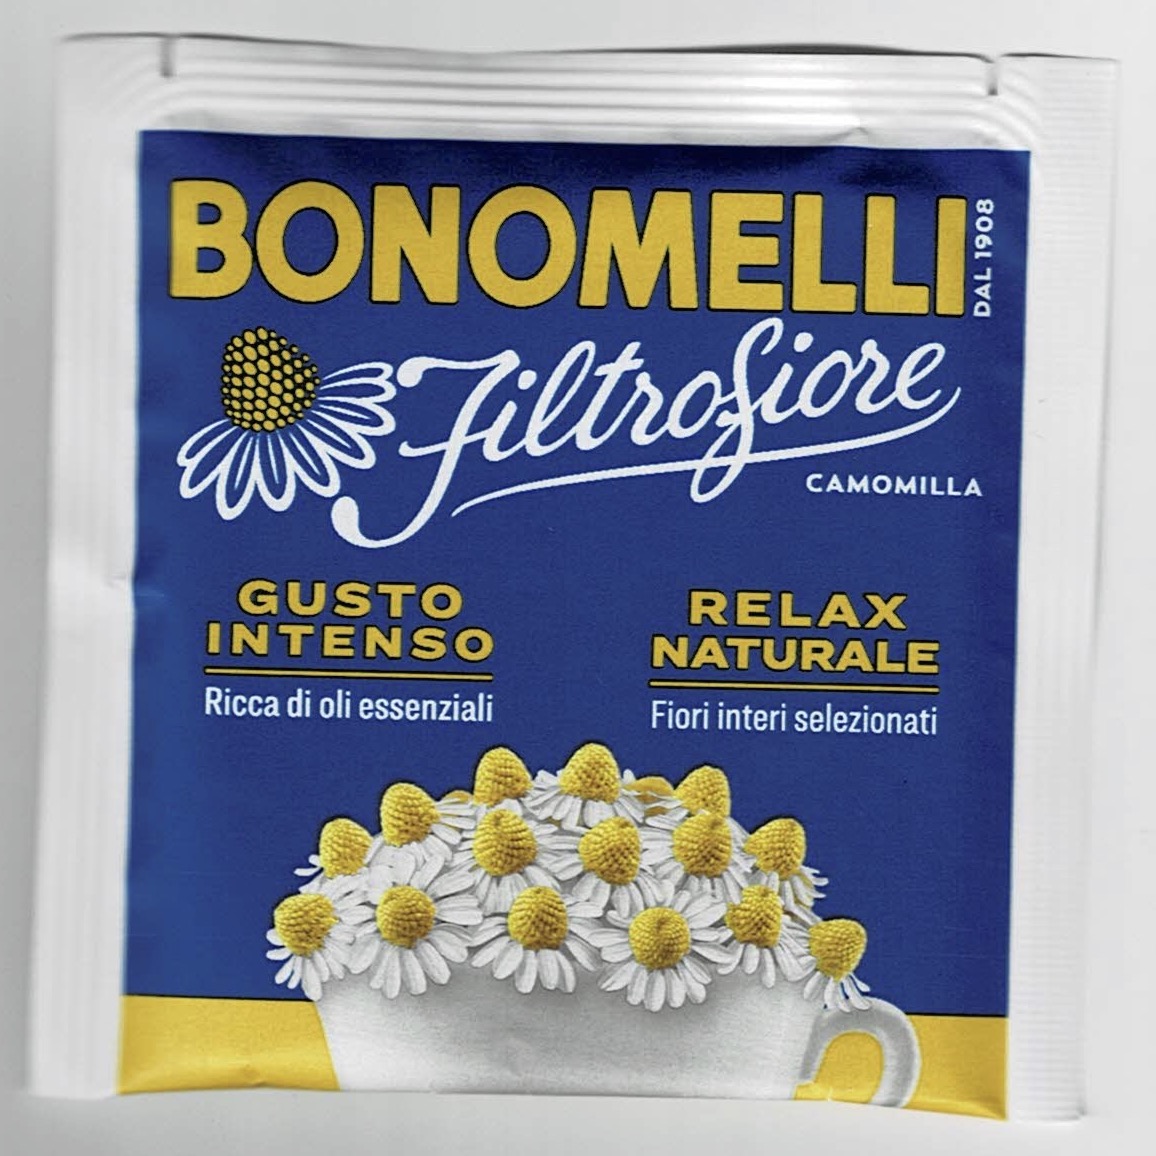 BONOMELLI
DAL 1908
Filtrofiore
CAMOMILLA
GUSTO
INTENSO
Ricca di oli essenziali
RELAX
NATURALE
Fiori interi selezionati